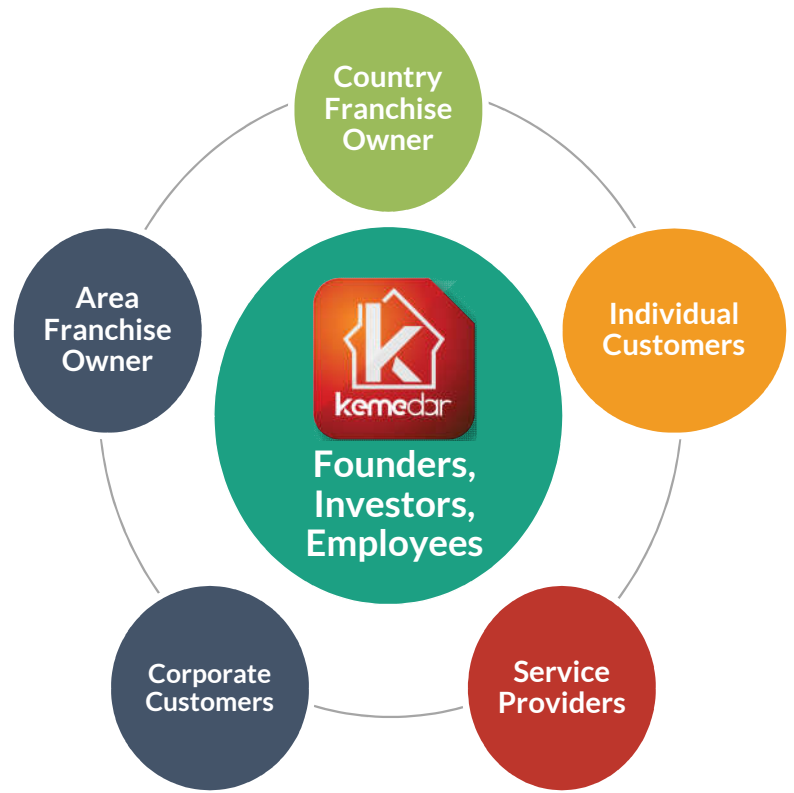 Country
Franchise
Owner
Area
Franchise
Owner
Individual
Customers
kemedar
Founders,
Investors,
Employees
Corporate
Customers
Service
Providers